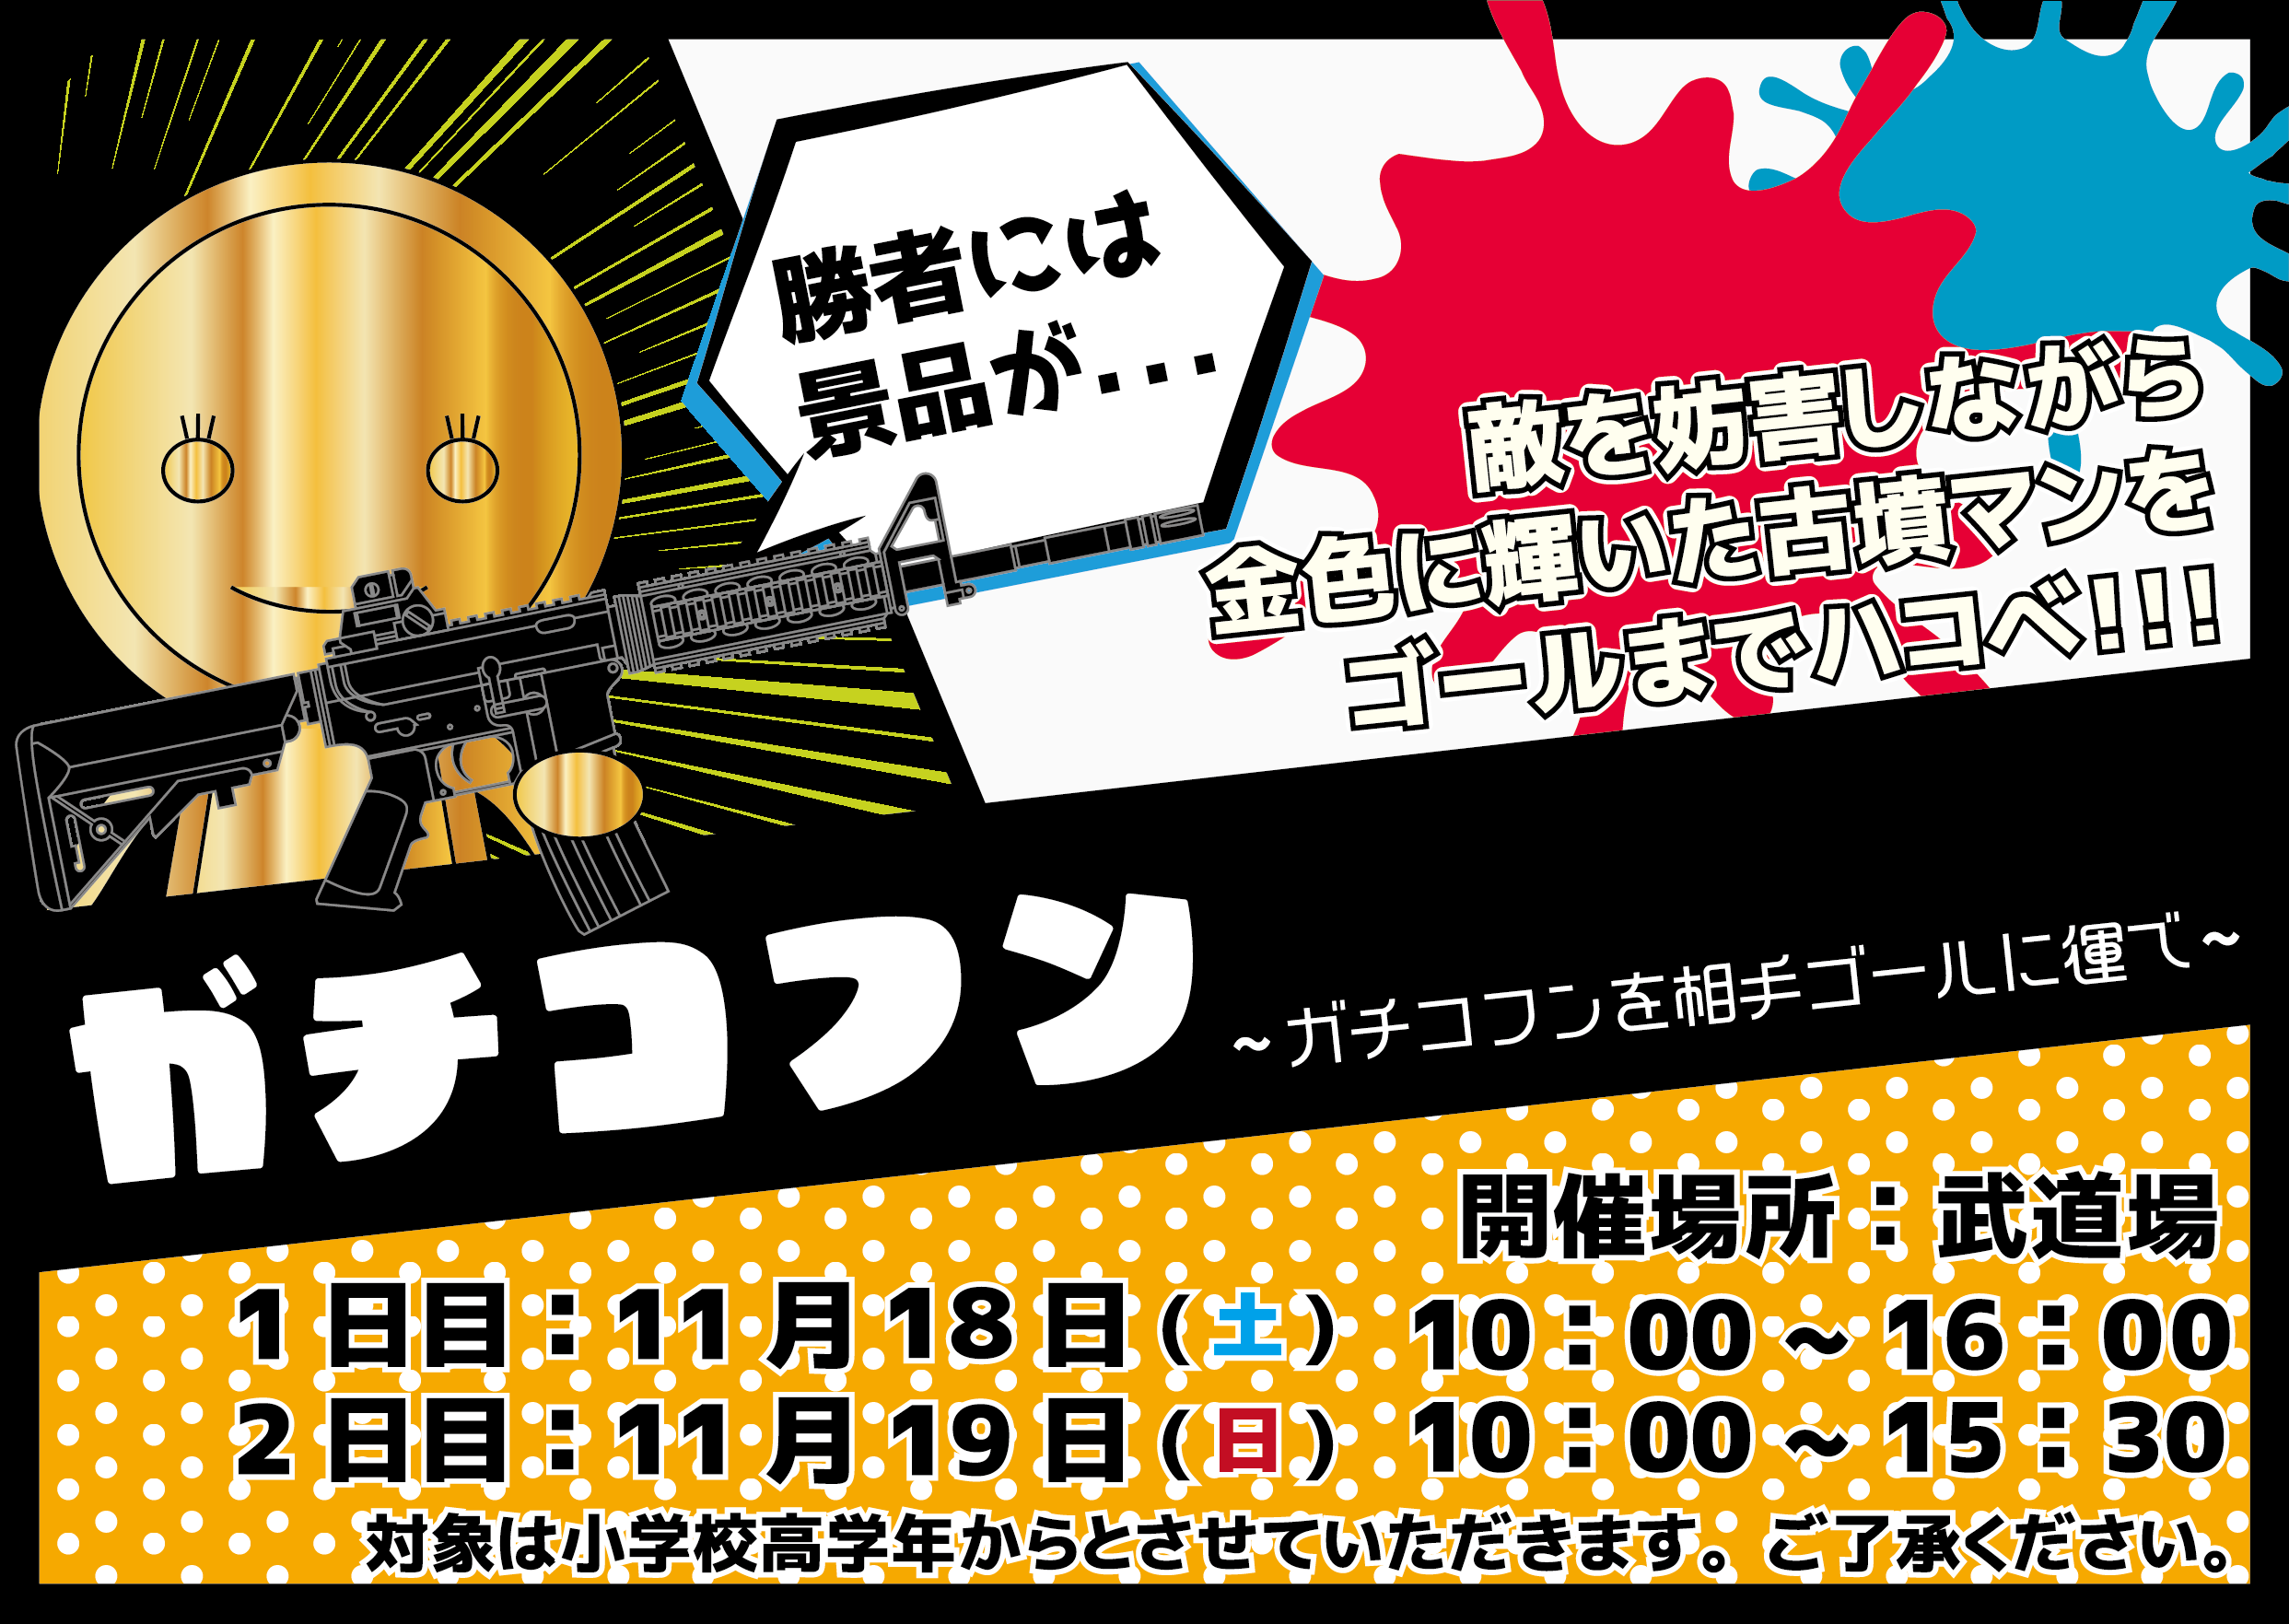 勝者には
景品が...
敵を妨害しながら
金色に輝いた古墳マンを
ゴールまでハコベ!!!
ガチコフン
~ガチコフンを相手ゴールに運で~
開催場所：武道場
1日目：11月18日(土) 10：00~16：00
2日目：11月19日(日) 10：00~15：30
対象は小学校高学年からとさせていただきます。ご了承ください。